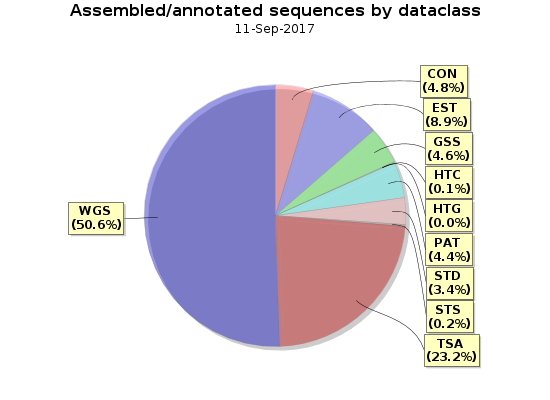 Assembled/annotated sequences by dataclass
11-Sep-2017
CON
(4.8%)
EST
(8.9%)
GSS
(4.6%)
HTC
(0.1%)
HTG
(0.0%)
PAT
(4.4%)
STD
(3.4%)
STS
(0.2%)
TSA
(23.2%)
WGS
(50.6%)